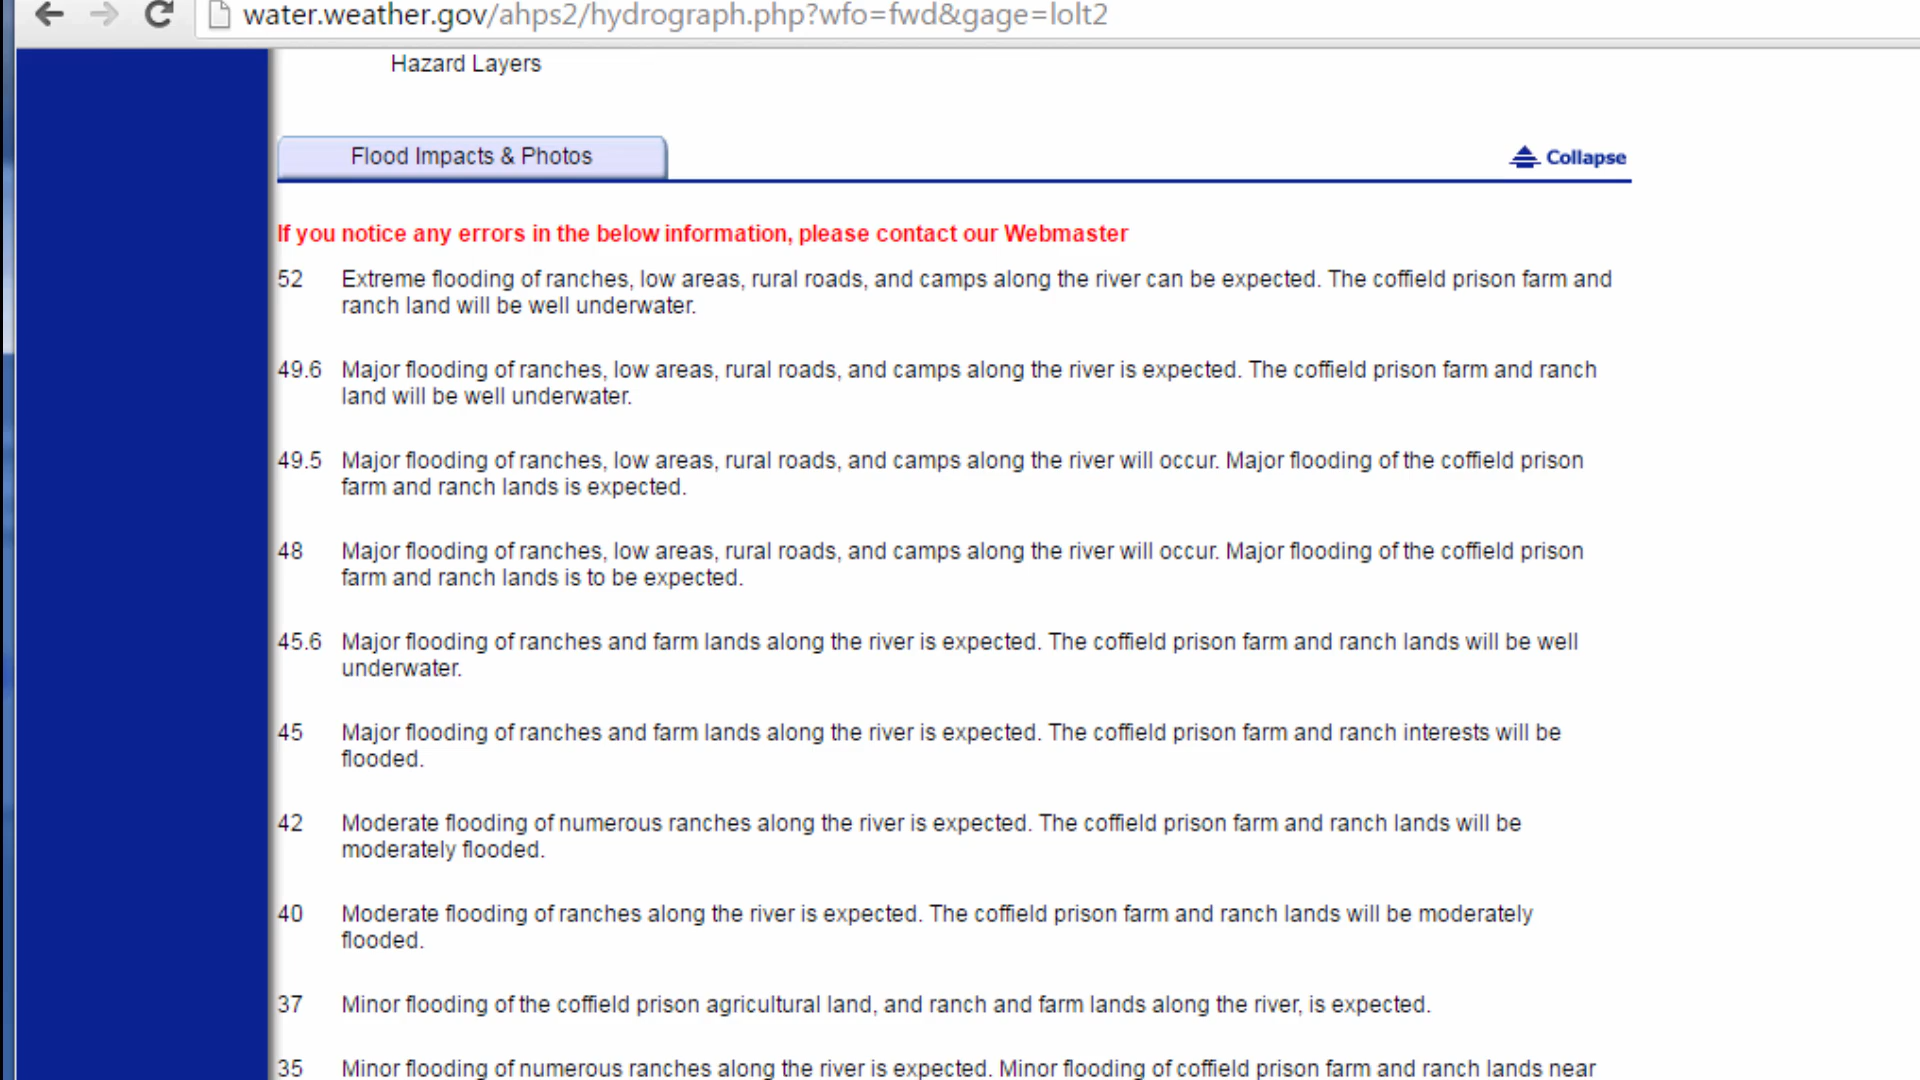 water.weather.gov/ahps2/hydrograph.php?wfo=fwd&gage=lolt2
Hazard Layers
Flood Impacts & Photos
Collapse
If you notice any errors in the below information, please contact our Webmaster
52 Extreme flooding of ranches, low areas, rural roads, and camps along the river can be expected. The coffield prison farm and
ranch land will be well underwater.
49.6 Major flooding of ranches, low areas, rural roads, and camps along the river is expected. The coffield prison farm and ranch
land will be well underwater.
49.5 Major flooding of ranches, low areas, rural roads, and camps along the river will occur. Major flooding of the coffield prison
farm and ranch lands is expected.
48 Major flooding of ranches, low areas, rural roads, and camps along the river will occur. Major flooding of the coffield prison
farm and ranch lands is to be expected.
45.6 Major flooding of ranches and farm lands along the river is expected. The coffield prison farm and ranch lands will be well
underwater.
45 Major flooding of ranches and farm lands along the river is expected. The coffield prison farm and ranch interests will be
flooded.
42 Moderate flooding of numerous ranches along the river is expected. The coffield prison farm and ranch lands will be
moderately flooded.
40 Moderate flooding of ranches along the river is expected. The coffield prison farm and ranch lands will be moderately
flooded.
37 Minor flooding of the coffield prison agricultural land, and ranch and farm lands along the river, is expected.
35 Minor flooding of numerous ranches along the river is expected. Minor flooding of coffield prison farm and ranch lands near